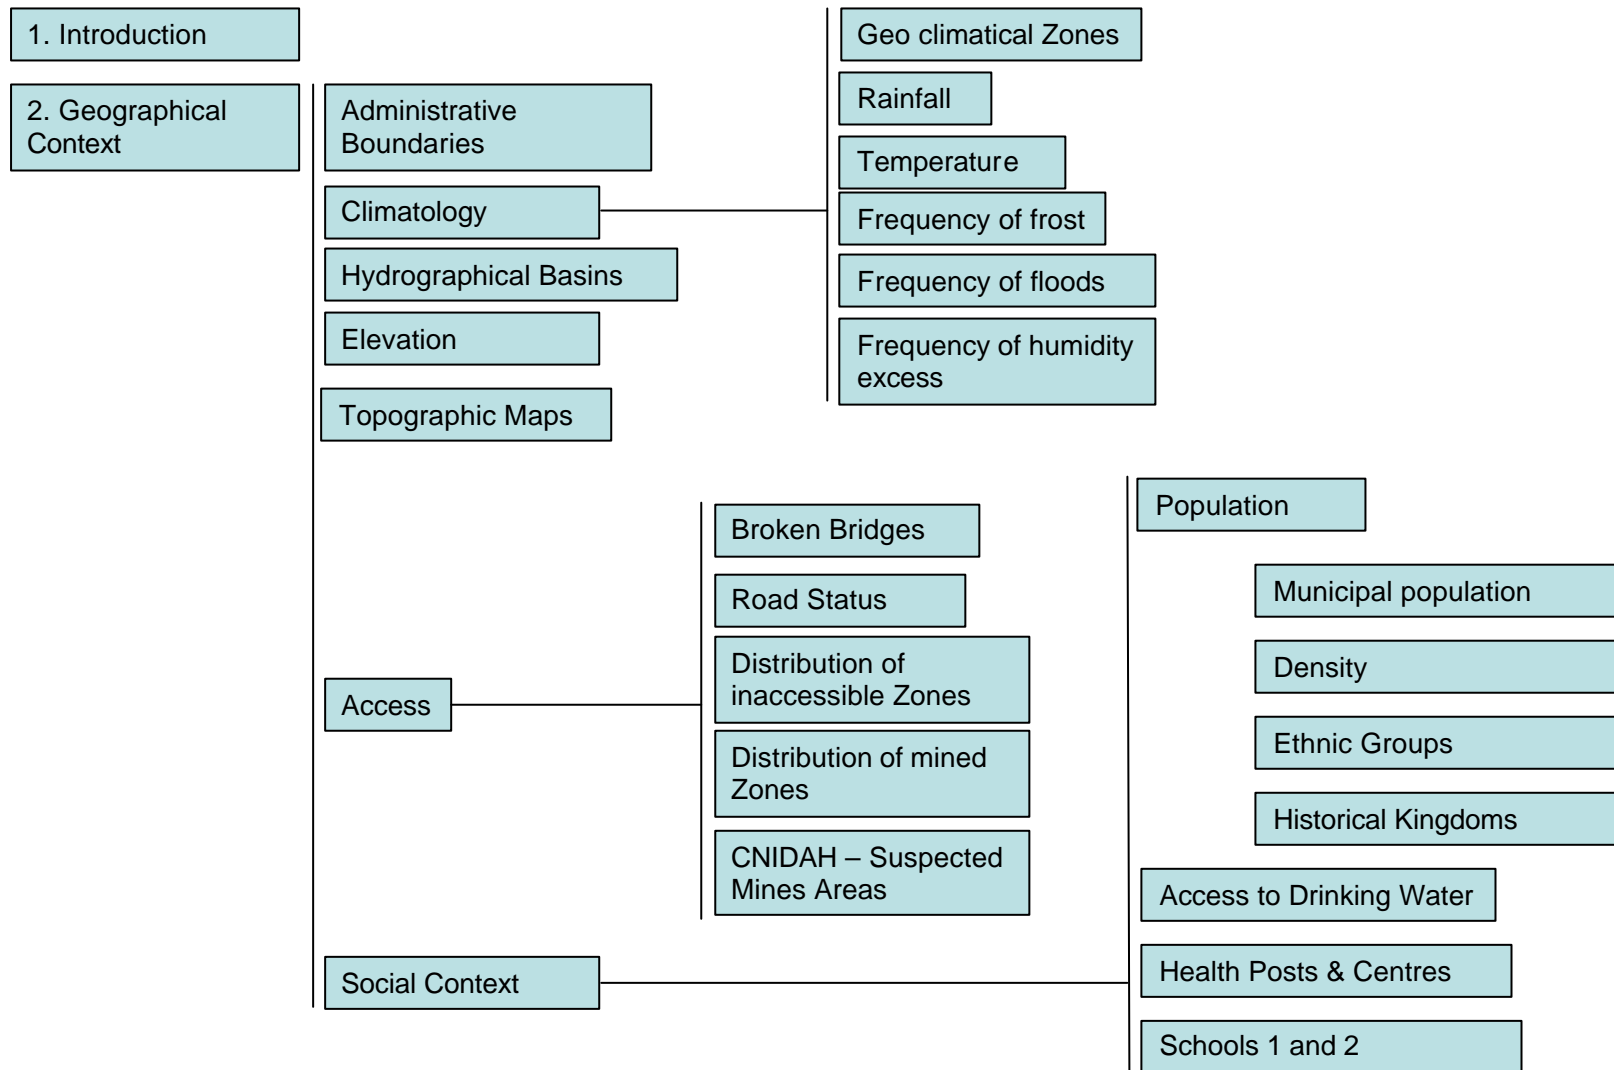 1. Introduction
2. Geographical
Context
Administrative
Boundaries
Climatology
Hydrographical Basins
Elevation
Topographic Maps
Access
Social Context
Geo climatical Zones
Rainfall
Temperature
Frequency of frost
Frequency of floods
Frequency of humidity
excess
Broken Bridges
Road Status
Distribution of
inaccessible Zones
Distribution of mined
Zones
CNIDAH – Suspected
Mines Areas
Population
Municipal population
Density
Ethnic Groups
Historical Kingdoms
Access to Drinking Water
Health Posts & Centres
Schools 1 and 2